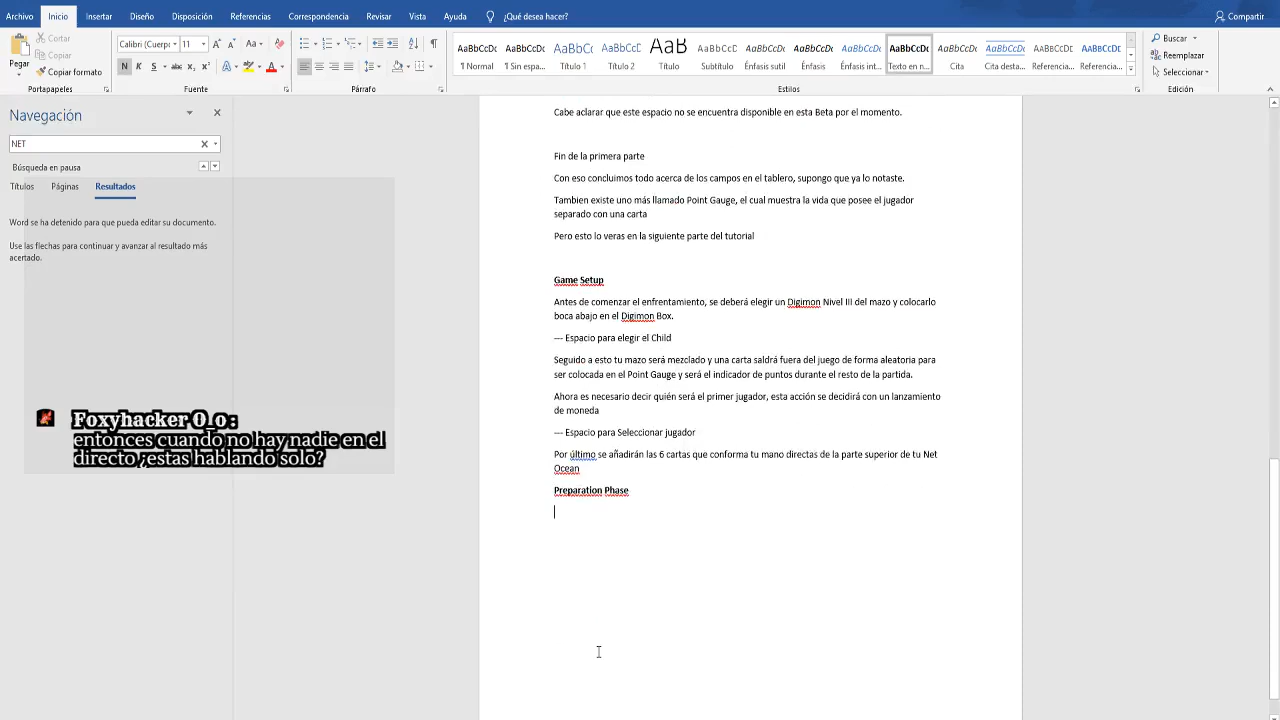 Archivo Inicio Insertar Diseño Disposición Referencias Correspondencia Revisar Vista Ayuda ¿Qué desea hacer? Compartir
Pegar
Cortar
Copiar
Copiar formato
Portapapeles
Calibri (Cuerpo 11
Fuente
Párrafo
AaBbCcDc AaBbCcDc AaBbCc AaBbCcD AaB AaBbCcD AaBbCcDc AaBbCcDc AaBbCcDc AaBbCcDc AaBbCcDc AaBbCcDc AaBbCcDc AaBbCcDc
¶ Normal ¶ Sin espa... Título 1 Título 2 Título Subtítulo Énfasis sutil Énfasis Énfasis int... Texto en n... Cita Cita desta... Referencia... Referencia...
Estilos
Buscar
Reemplazar
Seleccionar
Edición
Navegación
NET
Búsqueda en pausa
Títulos Páginas Resultados
Word se ha detenido para que pueda editar su documento.
Use las flechas para continuar y avanzar al resultado más
acertado.
Foxyhacker O_o:
entonces cuando no hay nadie en el
directo ¿estas hablando solo?
Cabe aclarar que este espacio no se encuentra disponible en esta Beta por el momento.
Fin de la primera parte
Con eso concluimos todo acerca de los campos en el tablero, supongo que ya lo notaste.
Tambien existe uno más llamado Point Gauge, el cual muestra la vida que posee el jugador
separado con una carta
Pero esto lo veras en la siguiente parte del tutorial
Game Setup
Antes de comenzar el enfrentamiento, se deberá elegir un Digimon Nivel III del mazo y colocarlo
boca abajo en el Digimon Box.
--- Espacio para elegir el Child
Seguido a esto tu mazo será mezclado y una carta saldrá fuera del juego de forma aleatoria para
ser colocada en el Point Gauge y será el indicador de puntos durante el resto de la partida.
Ahora es necesario decir quién será el primer jugador, esta acción se decidirá con un lanzamiento
de moneda
--- Espacio para Seleccionar jugador
Por último se añadirán las 6 cartas que conforma tu mano directas de la parte superior de tu Net
Ocean
Preparation Phase